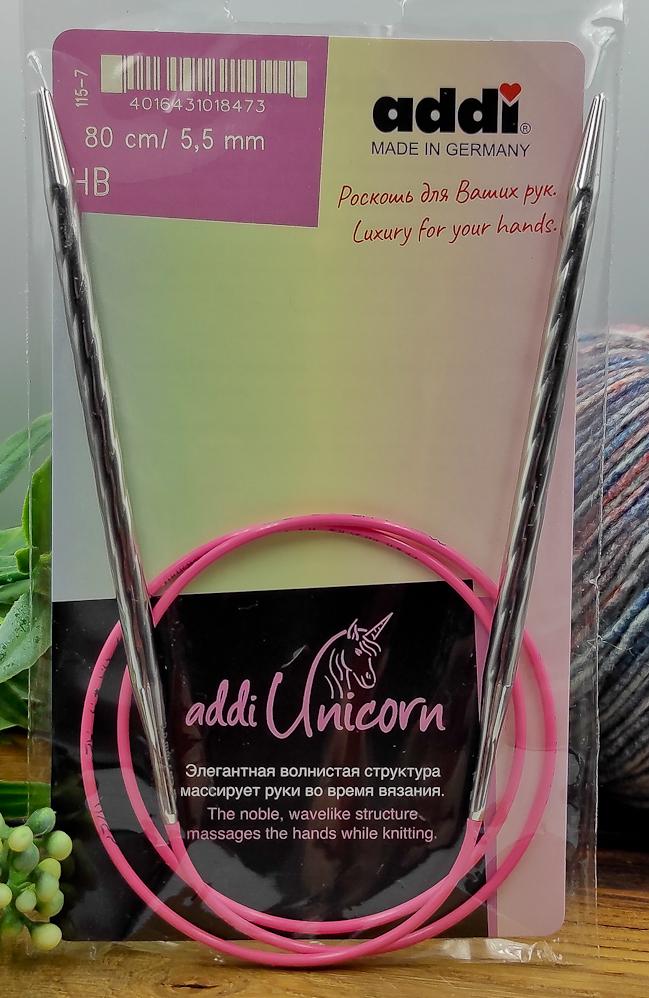 115-7
4016431018473
80 cm/ 5,5 mm
HB
addi®
MADE IN GERMANY
Роскошь для Ваших рук.
Luxury for your hands.
addi Unicorn
Элегантная волнистая структура
массирует руки во время вязания.
The noble, wavelike structure
massages the hands while knitting.